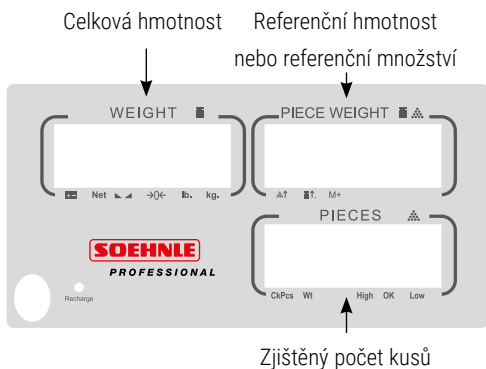 Celková hmotnost
Referenční hmotnost
nebo referenční množství
WEIGHT
PIECE WEIGHT
Net →0← lb. kg.
M+
PIECES
SOEHNLE
PROFESSIONAL
Recharge
CkPcs Wt High OK Low
Zjištěný počet kusů